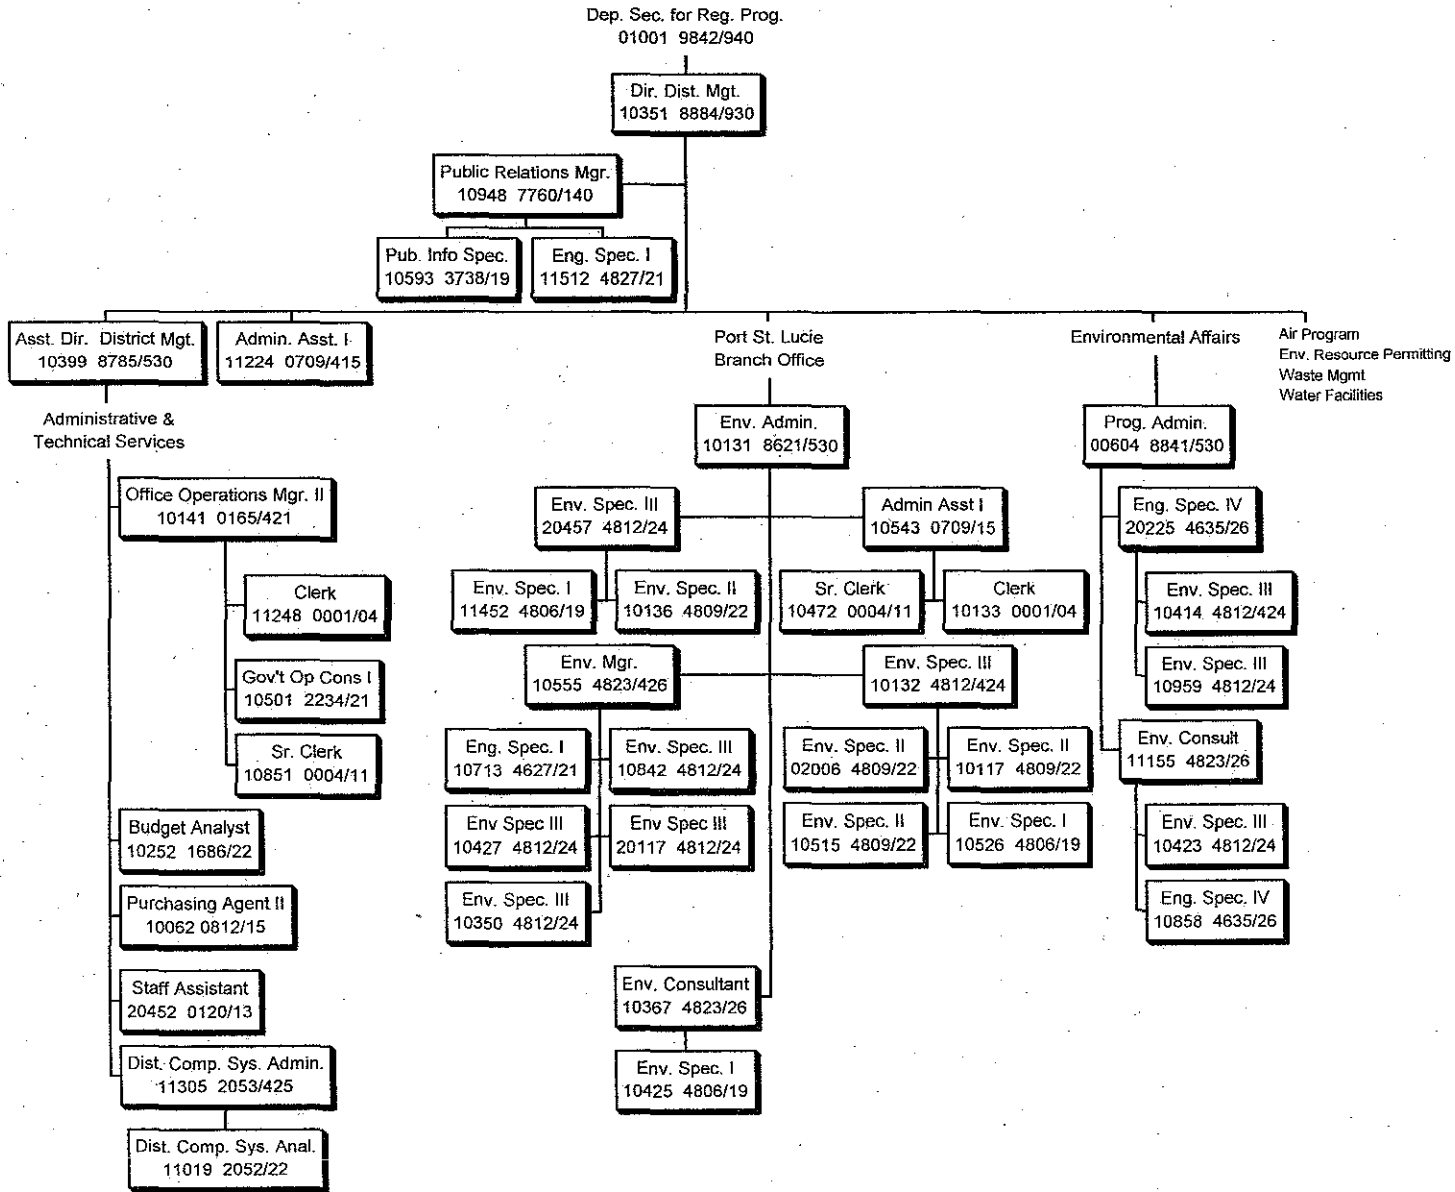 Dep. Sec. for Reg. Prog.
01001 9842/940
Dir. Dist. Mgt.
10351 8884/930
Public Relations Mgr.
10948 7760/140
Pub. Info Spec.
10593 3738/19
Eng. Spec. I
11512 4827/21
Asst. Dir. District Mgt.
10399 8785/530
Admin. Asst. I
11224 0709/415
Port St. Lucie
Branch Office
Environmental Affairs
Air Program
Env. Resource Permitting
Waste Mgmt
Water Facilities
Administrative &
Technical Services
Office Operations Mgr. II
10141 0165/421
Clerk
11248 0001/04
Gov't Op Cons I
10501 2234/21
Sr. Clerk
10851 0004/11
Budget Analyst
10252 1686/22
Purchasing Agent II
10062 0812/15
Staff Assistant
20452 0120/13
Dist. Comp. Sys. Admin.
11305 2053/425
Dist. Comp. Sys. Anal.
11019 2052/22
Env. Admin.
10131 8621/530
Env. Spec. III
20457 4812/24
Admin Asst I
10543 0709/15
Env. Spec. I
11452 4806/19
Env. Spec. II
10136 4809/22
Sr. Clerk
10472 0004/11
Clerk
10133 0001/04
Env. Mgr.
10555 4823/426
Env. Spec. III
10132 4812/424
Eng. Spec. I
10713 4627/21
Env. Spec. III
10842 4812/24
Env Spec III
10427 4812/24
Env Spec III
20117 4812/24
Env. Spec. III
10350 4812/24
Env. Spec. II
02006 4809/22
Env. Spec. II
10117 4809/22
Env. Spec. II
10515 4809/22
Env. Spec. I
10526 4806/19
Env. Consultant
10367 4823/26
Env. Spec. I
10425 4806/19
Prog. Admin.
00604 8841/530
Eng. Spec. IV
20225 4635/26
Env. Spec. III
10414 4812/424
Env. Spec. III
10959 4812/24
Env. Consult
11155 4823/26
Env. Spec. III
10423 4812/24
Eng. Spec. IV
10858 4635/26